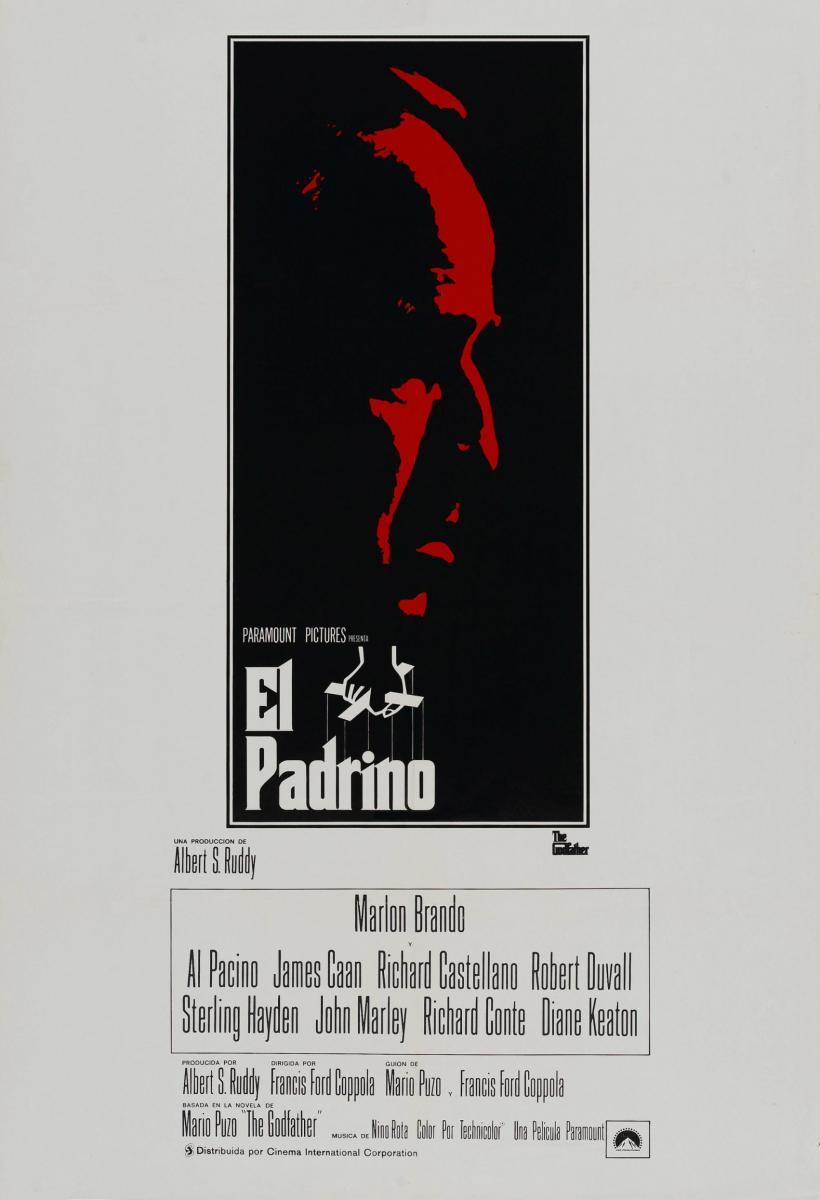 PARAMOUNT PICTURES PRESENTA
El
Padrino
The
Godfather
UNA PRODUCCION DE
Albert S. Ruddy
Marlon Brando
Y
Al Pacino James Caan Richard Castellano Robert Duvall
Sterling Hayden John Marley Richard Conte Diane Keaton
PRODUCIDA POR DIRIGIDA POR GUION DE
Albert S. Ruddy Francis Ford Coppola Mario Puzo Y Francis Ford Coppola
BASADA EN LA NOVELA DE
Mario Puzo "The Godfather" MUSICA DE Nino Rota Color Por Technicolor® Una Pelicula Paramount
Distribuida por Cinema International Corporation